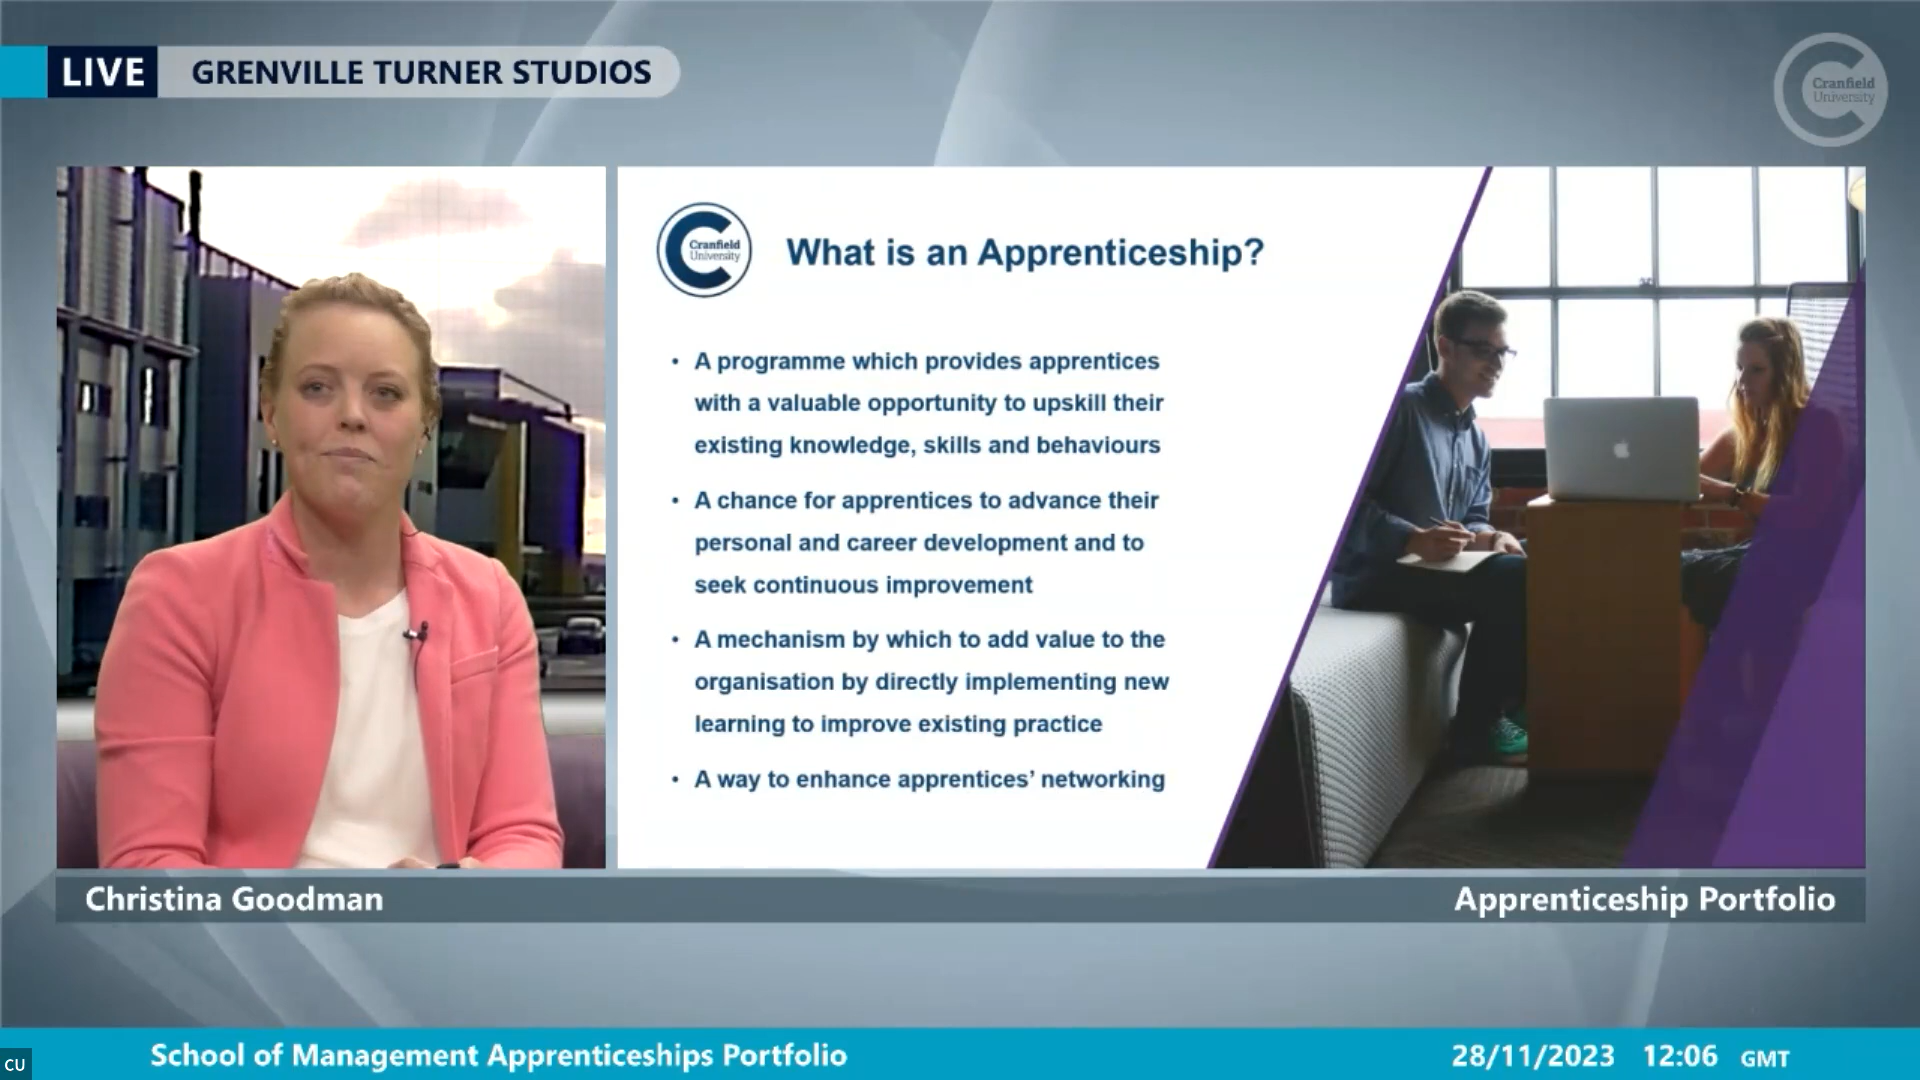 LIVE
GRENVILLE TURNER STUDIOS
Cranfield
University
Cranfield
University
What is an Apprenticeship?
• A programme which provides apprentices
with a valuable opportunity to upskill their
existing knowledge, skills and behaviours
• A chance for apprentices to advance their
personal and career development and to
seek continuous improvement
• A mechanism by which to add value to the
organisation by directly implementing new
learning to improve existing practice
• A way to enhance apprentices’ networking
Christina Goodman
Apprenticeship Portfolio
School of Management Apprenticeships Portfolio
28/11/2023 12:06 GMT
CU